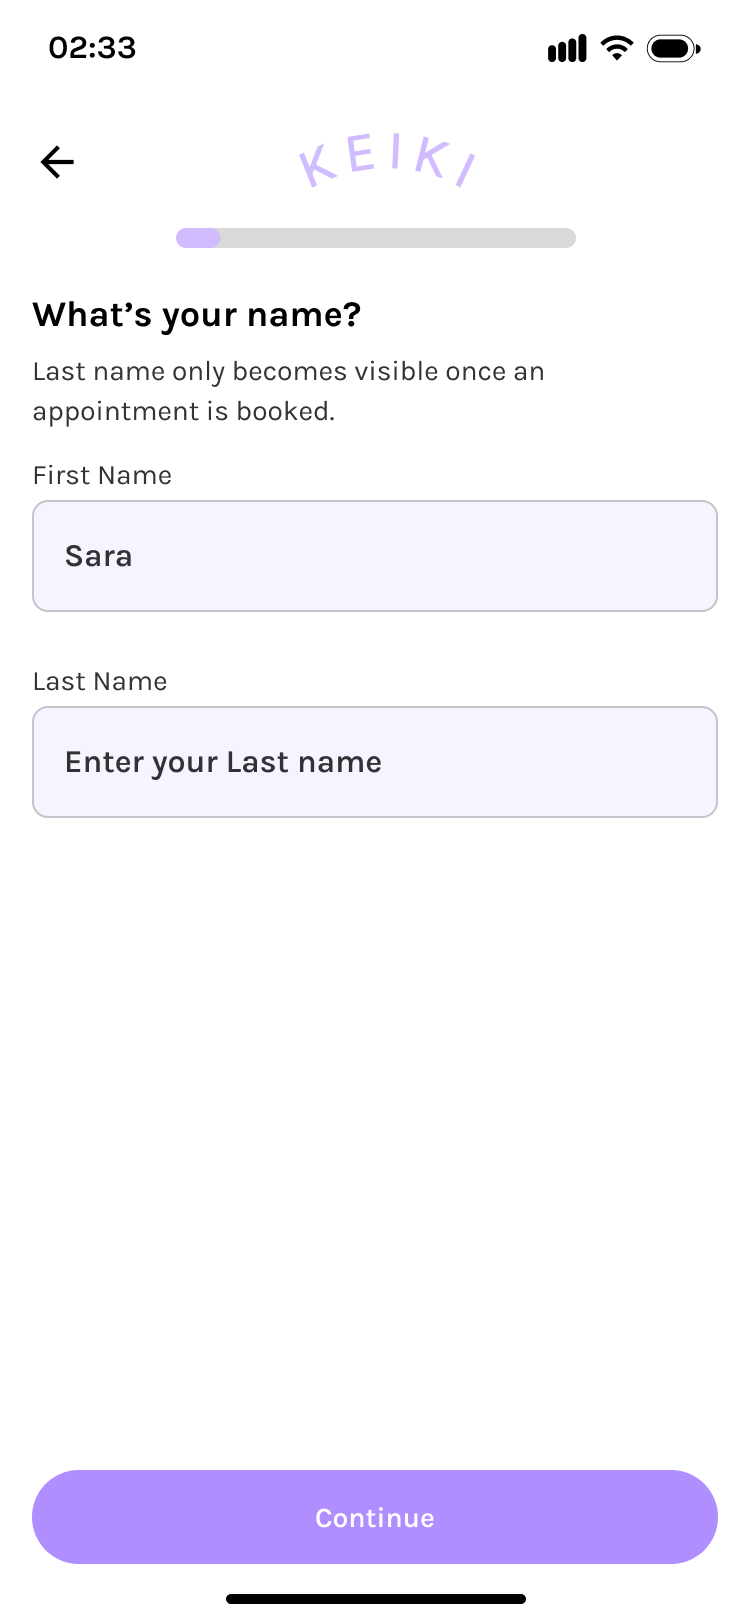 02:33
KEIKI
What’s your name?
Last name only becomes visible once an
appointment is booked.
First Name
Sara
Last Name
Enter your Last name
Continue